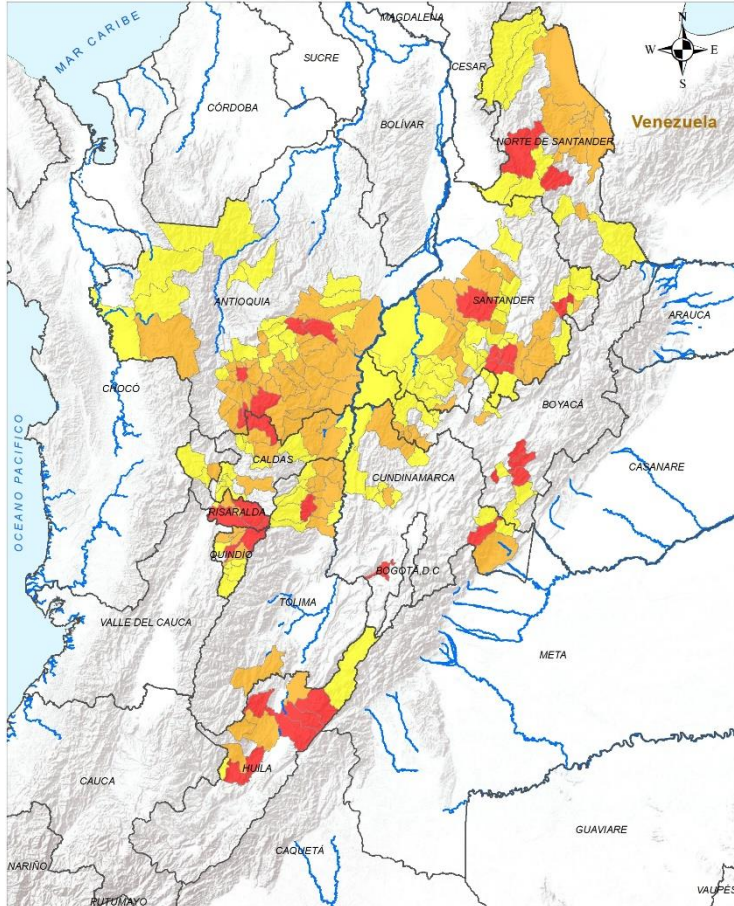 MAGDALENA
MAR CARIBE
SUCRE
CESAR
N
W E
S
CÓRDOBA
BOLÍVAR
Venezuela
NORTE DE SANTANDER
ANTIOQUIA
SANTANDER
ARAUCA
CHOCÓ
BOYACÁ
CALDAS
CUNDINAMARCA
CASANARE
OCEANO PACIFICO
RISARALDA
QUINDIO
BOGOTÁ, D.C
TOLIMA
VALLE DEL CAUCA
META
HUILA
CAUCA
GUAVIARE
CAQUETÁ
NARIÑO
PUTUMAYO
VAUPÉS